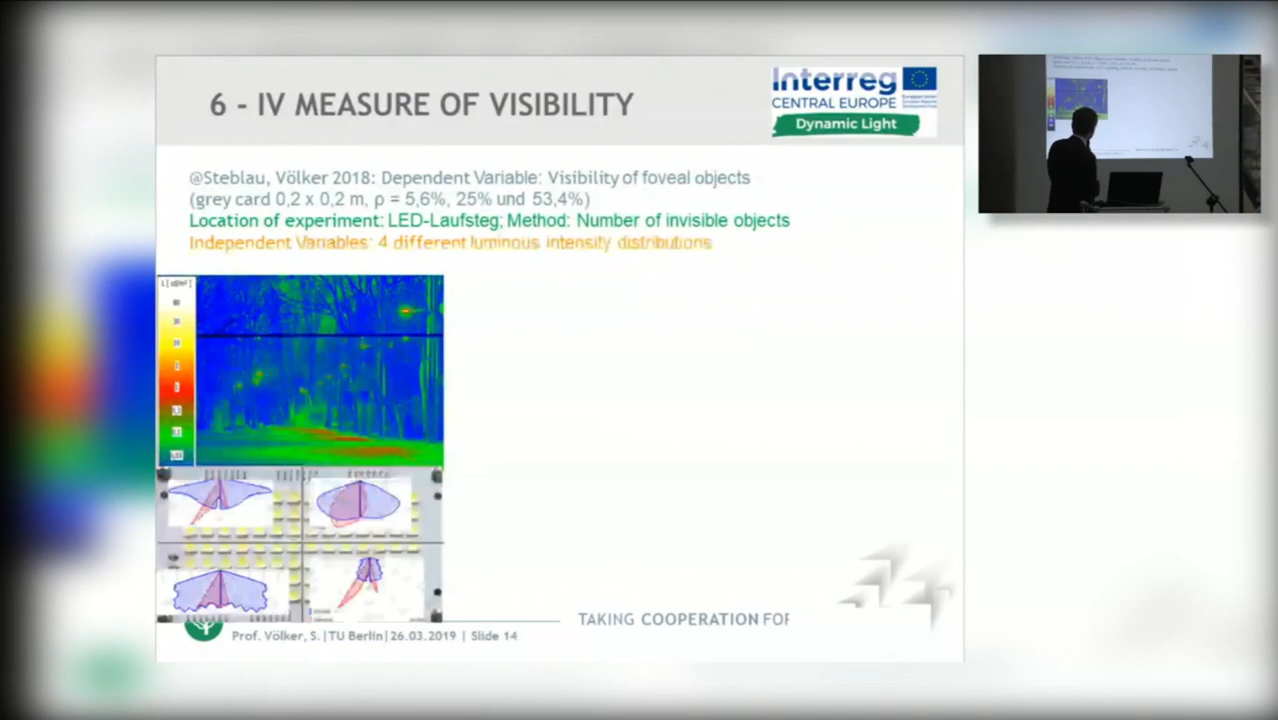 6 - IV MEASURE OF VISIBILITY
Interreg
CENTRAL EUROPE
Dynamic Light
@Steblau, Völker 2018: Dependent Variable: Visibility of foveal objects
(grey card 0,2 x 0,2 m, ρ = 5,6%, 25% und 53,4%)
Location of experiment: LED-Laufsteg; Method: Number of invisible objects
Independent Variables: 4 different luminous intensity distributions
TAKING COOPERATION FOR
Prof. Völker, S.|TU Berlin|26.03.2019 | Slide 14